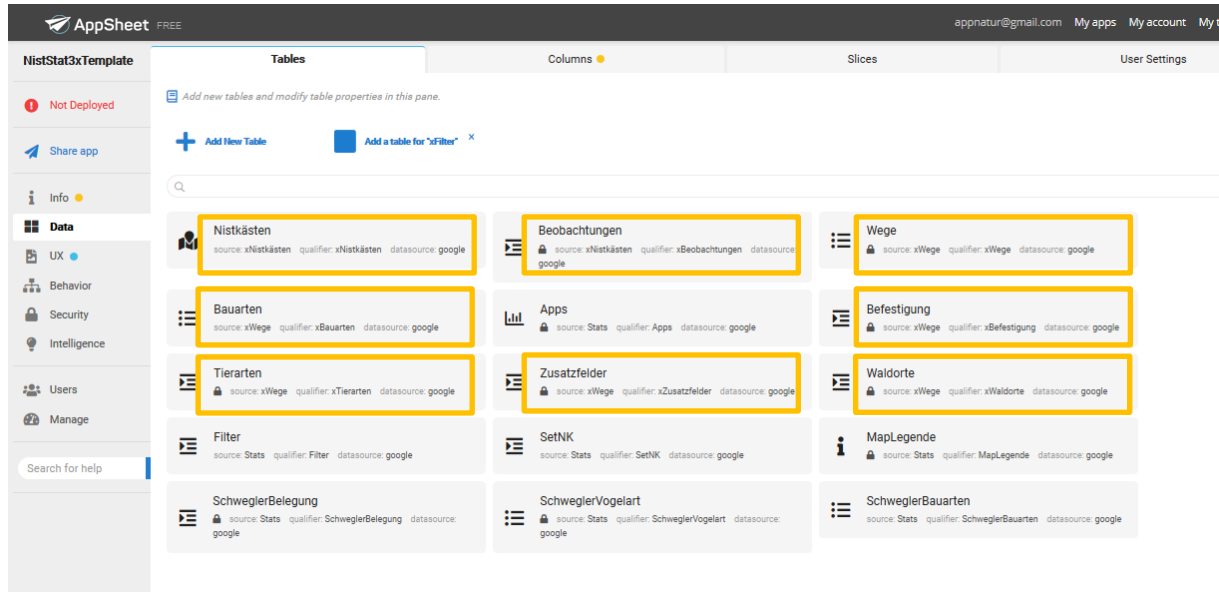 AppSheet FREE
appnatur@gmail.com My apps My account My t
NistStat3xTemplate
Tables
Columns
Slices
User Settings
Not Deployed
Add new tables and modify table properties in this pane.
Share app
Add New Table
Add a table for "xFilter" x
Info
Data
UX
Behavior
Security
Intelligence
Users
Manage
Search for help
Nistkästen
source: xNistkästen qualifier: xNistkästen datasource: google
Beobachtungen
source: xNistkästen qualifier: xBeobachtungen datasource:
google
Wege
source: xWege qualifier: xWege datasource: google
Bauarten
source: xWege qualifier: xBauarten datasource: google
Apps
source: Stats qualifier: Apps datasource: google
Befestigung
source: xWege qualifier: xBefestigung datasource: google
Tierarten
source: xWege qualifier: xTierarten datasource: google
Zusatzfelder
source: xWege qualifier: xZusatzfelder datasource: google
Waldorte
source: xWege qualifier: xWaldorte datasource: google
Filter
source: Stats qualifier: Filter datasource: google
SetNK
source: Stats qualifier: SetNK datasource: google
MapLegende
source: Stats qualifier: MapLegende datasource: google
SchweglerBelegung
source: Stats qualifier: SchweglerBelegung datasource:
google
SchweglerVogelart
source: Stats qualifier: SchweglerVogelart datasource:
google
SchweglerBauarten
source: Stats qualifier: SchweglerBauarten datasource: google